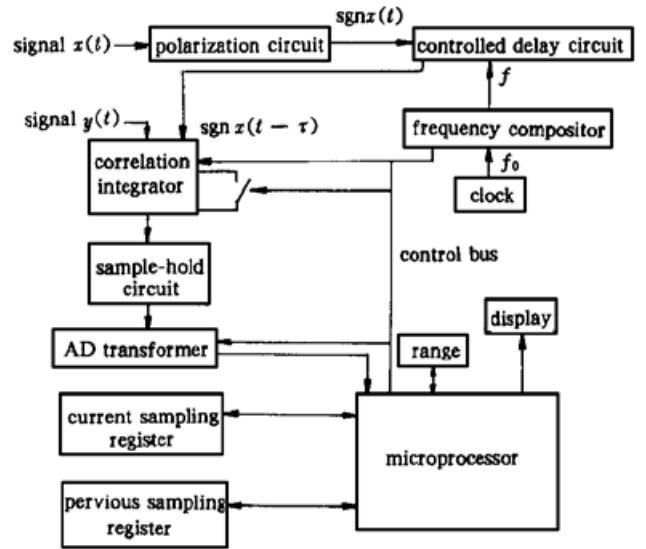 sgnx(t)
signal x(t)
polarization circuit
controlled delay circuit
f
signal y(t)
sgn x(t − τ)
frequency compositor
correlation
integrator
f₀
clock
control bus
sample-hold
circuit
display
AD transformer
range
current sampling
register
microprocessor
pervious sampling
register